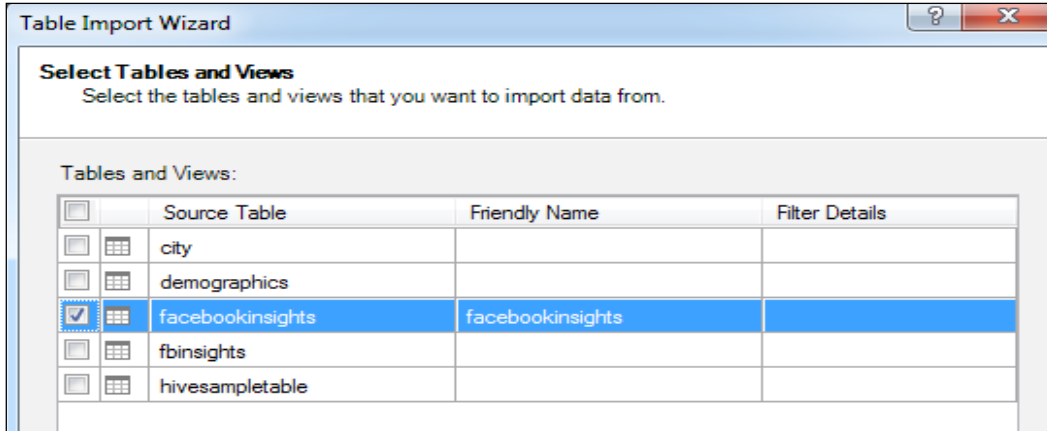 Table Import Wizard
Select Tables and Views
Select the tables and views that you want to import data from.
Tables and Views:
Source Table Friendly Name Filter Details
city
demographics
facebookinsights facebookinsights
fbinsights
hivesampletable